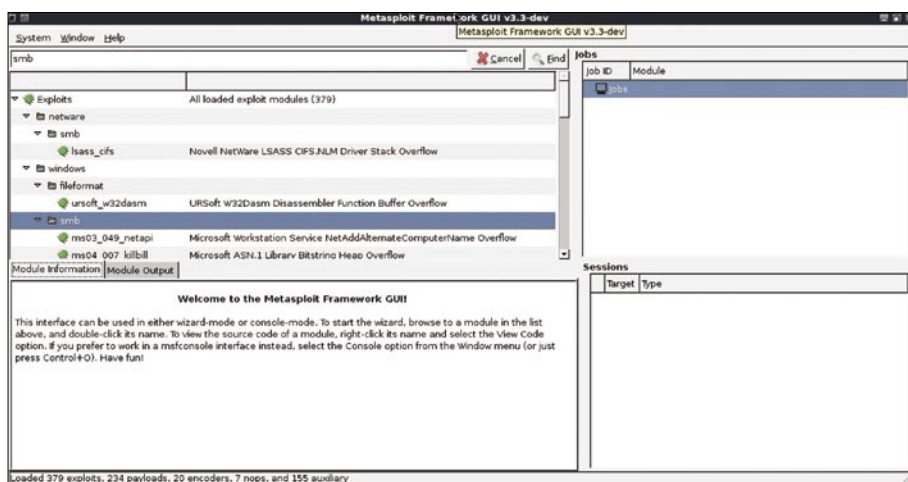 Metasploit Framework GUI v3.3-dev
Metasploit Framework GUI v3.3-dev
System Window Help
smb
Cancel
Find
Exploits All loaded exploit modules (379)
netware
smb
lsass_cifs Novell NetWare LSASS CIFS.NLM Driver Stack Overflow
windows
fileformat
ursoft_w32dasm URSoft W32Dasm Disassembler Function Buffer Overflow
smb
ms03_049_netapi Microsoft Workstation Service NetAddAlternateComputerName Overflow
ms04_007_killbill Microsoft ASN.1 Library Bitstring Heap Overflow
Jobs
Job ID Module
Jobs
Module Information Module Output
Welcome to the Metasploit Framework GUI!
This interface can be used in either wizard-mode or console-mode. To start the wizard, browse to a module in the list
above, and double-click its name. To view the source code of a module, right-click its name and select the View Code
option. If you prefer to work in a msfconsole interface instead, select the Console option from the Window menu (or just
press Control+O). Have fun!
Sessions
Target Type
Loaded 379 exploits, 234 payloads, 20 encoders, 7 nops, and 155 auxiliary